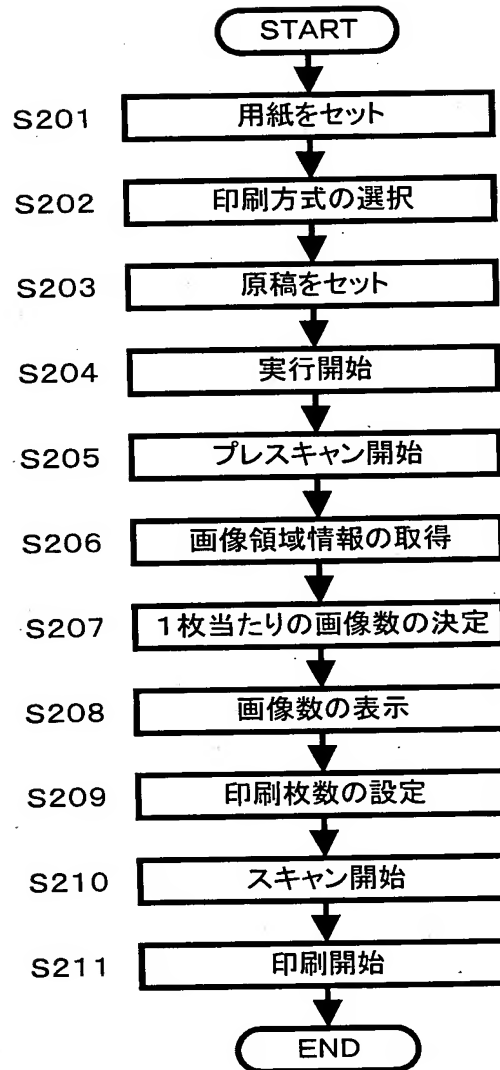 START
S201 用紙をセット
S202 印刷方式の選択
S203 原稿をセット
S204 実行開始
S205 プレスキャン開始
S206 画像領域情報の取得
S207 1枚当たりの画像数の決定
S208 画像数の表示
S209 印刷枚数の設定
S210 スキャン開始
S211 印刷開始
END